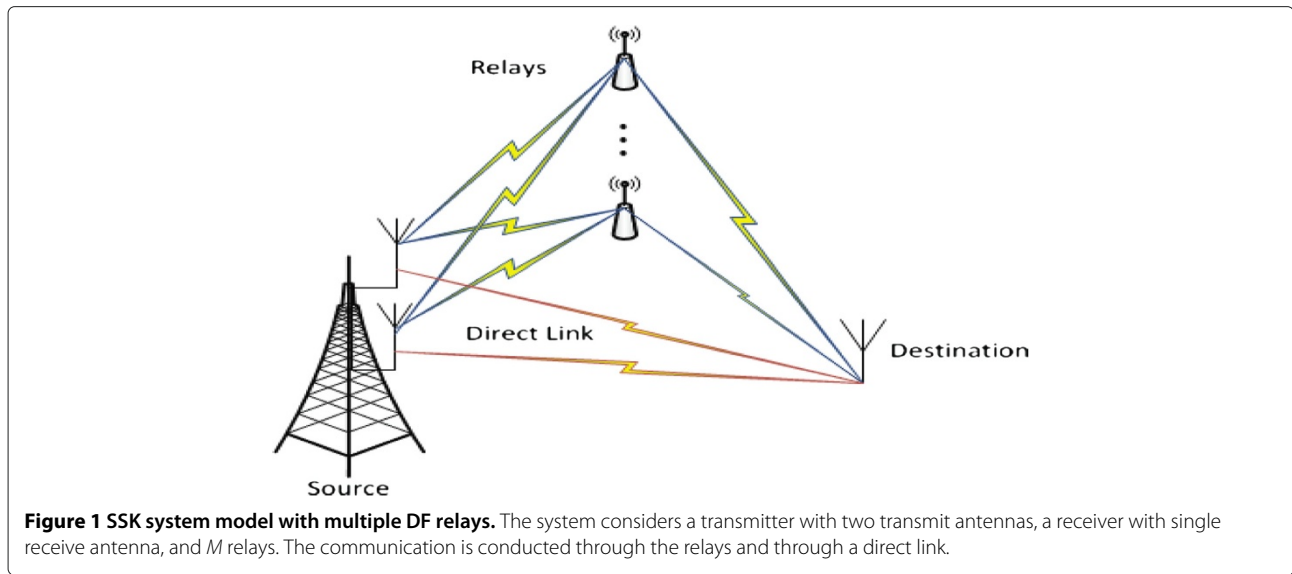 Relays
Direct Link
Destination
Source
Figure 1 SSK system model with multiple DF relays. The system considers a transmitter with two transmit antennas, a receiver with single
receive antenna, and M relays. The communication is conducted through the relays and through a direct link.